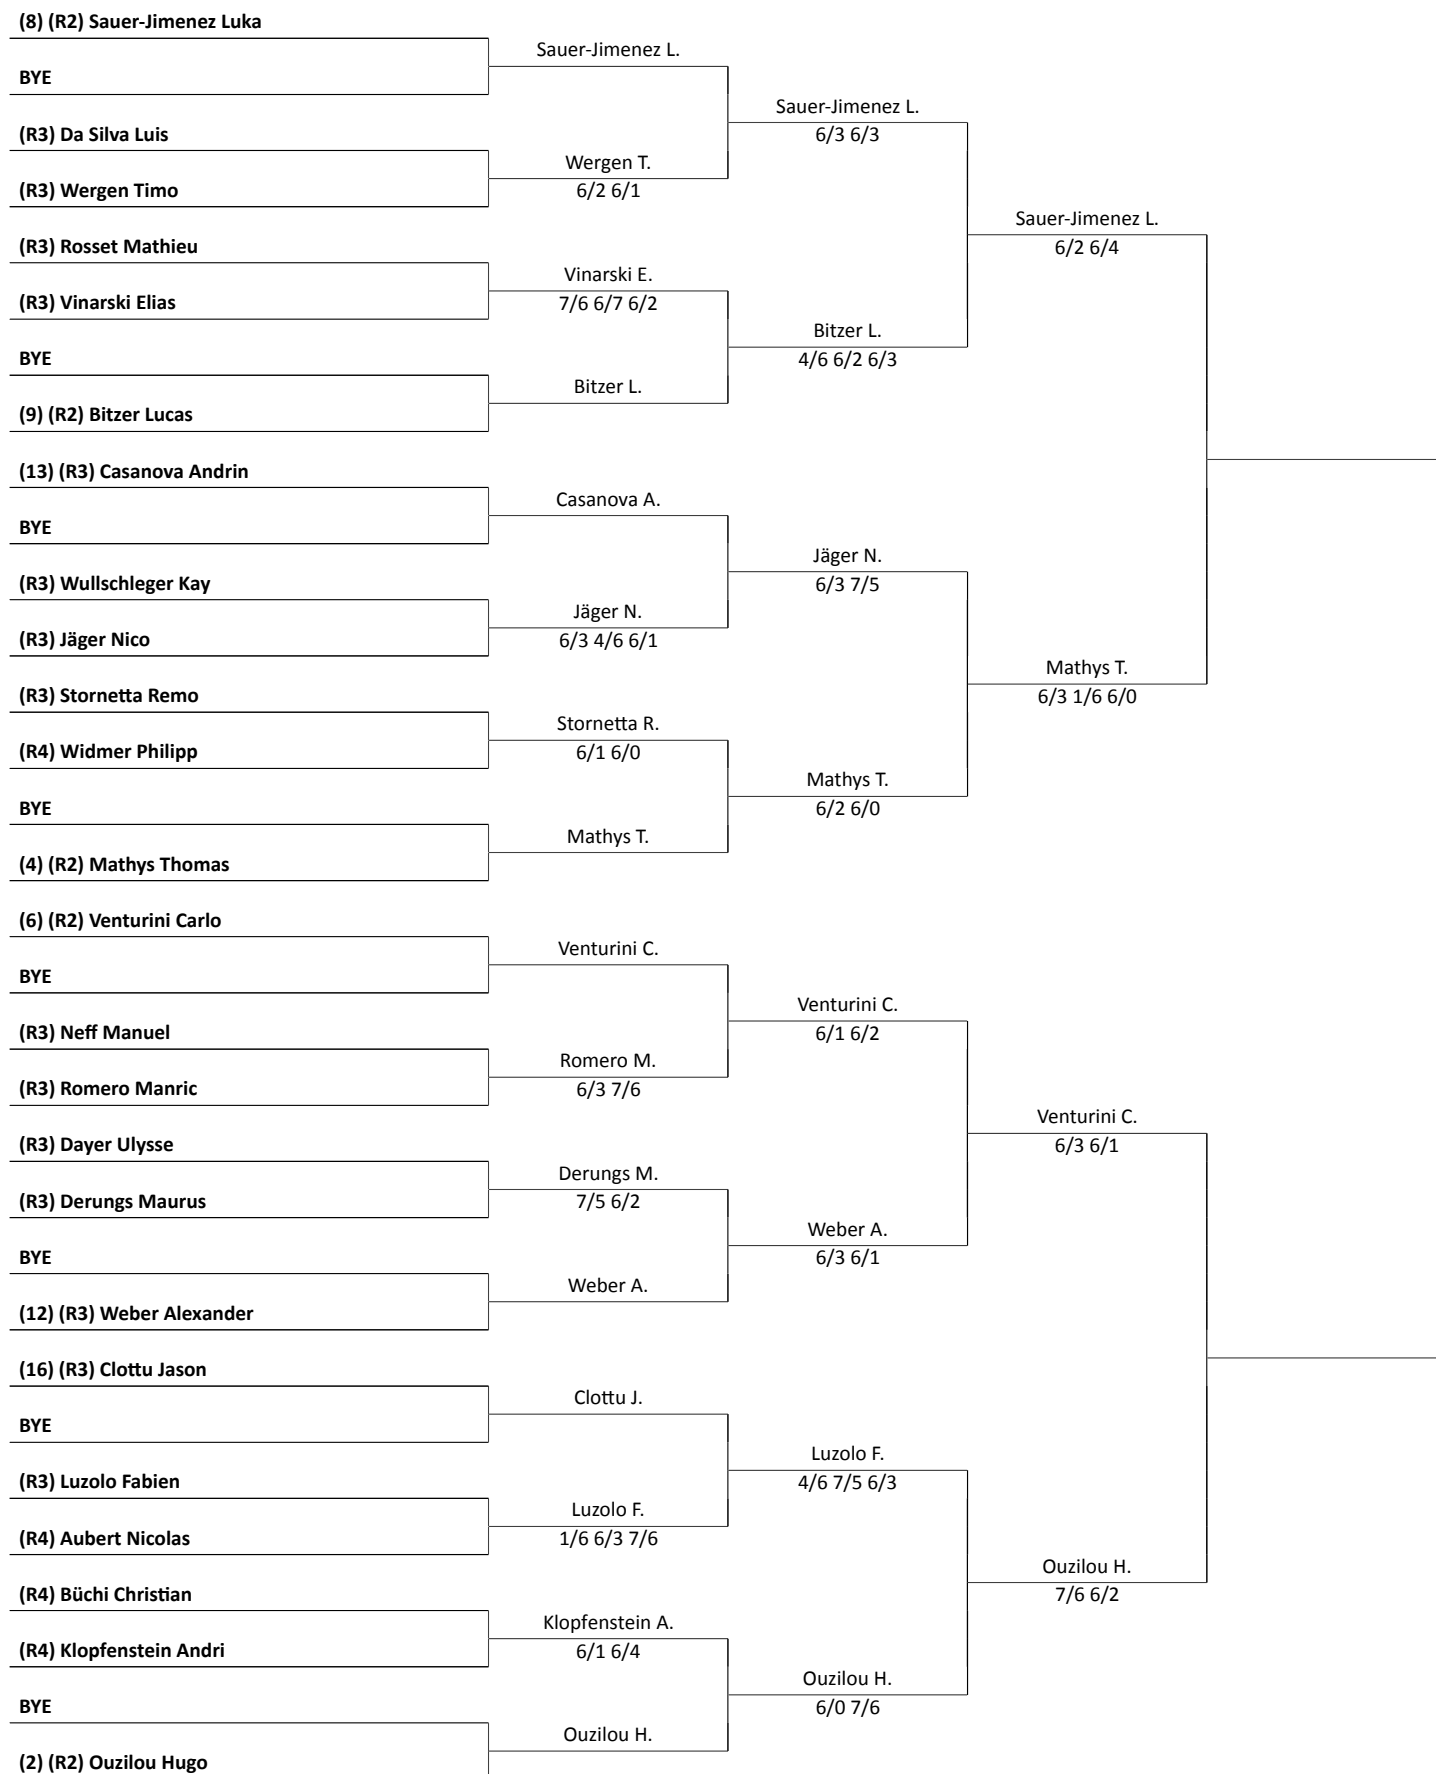 (8) (R2) Sauer-Jimenez Luka
Sauer-Jimenez L.
BYE
Sauer-Jimenez L.
(R3) Da Silva Luis
6/3 6/3
Wergen T.
(R3) Wergen Timo
6/2 6/1
Sauer-Jimenez L.
(R3) Rosset Mathieu
6/2 6/4
Vinarski E.
(R3) Vinarski Elias
7/6 6/7 6/2
Bitzer L.
BYE
4/6 6/2 6/3
Bitzer L.
(9) (R2) Bitzer Lucas
(13) (R3) Casanova Andrin
Casanova A.
BYE
Jäger N.
(R3) Wullschleger Kay
6/3 7/5
Jäger N.
(R3) Jäger Nico
6/3 4/6 6/1
Mathys T.
(R3) Stornetta Remo
6/3 1/6 6/0
Stornetta R.
(R4) Widmer Philipp
6/1 6/0
Mathys T.
BYE
6/2 6/0
Mathys T.
(4) (R2) Mathys Thomas
(6) (R2) Venturini Carlo
Venturini C.
BYE
Venturini C.
(R3) Neff Manuel
6/1 6/2
Romero M.
(R3) Romero Manric
6/3 7/6
Venturini C.
(R3) Dayer Ulysse
6/3 6/1
Derungs M.
(R3) Derungs Maurus
7/5 6/2
Weber A.
BYE
6/3 6/1
Weber A.
(12) (R3) Weber Alexander
(16) (R3) Clottu Jason
Clottu J.
BYE
Luzolo F.
(R3) Luzolo Fabien
4/6 7/5 6/3
Luzolo F.
(R4) Aubert Nicolas
1/6 6/3 7/6
Ouzilou H.
(R4) Büchi Christian
7/6 6/2
Klopfenstein A.
(R4) Klopfenstein Andri
6/1 6/4
Ouzilou H.
BYE
6/0 7/6
Ouzilou H.
(2) (R2) Ouzilou Hugo